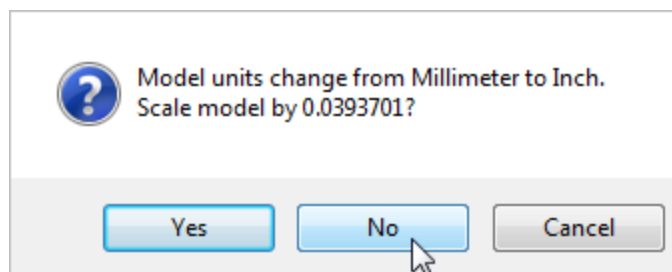 Model units change from Millimeter to Inch.
Scale model by 0.0393701?
Yes No Cancel